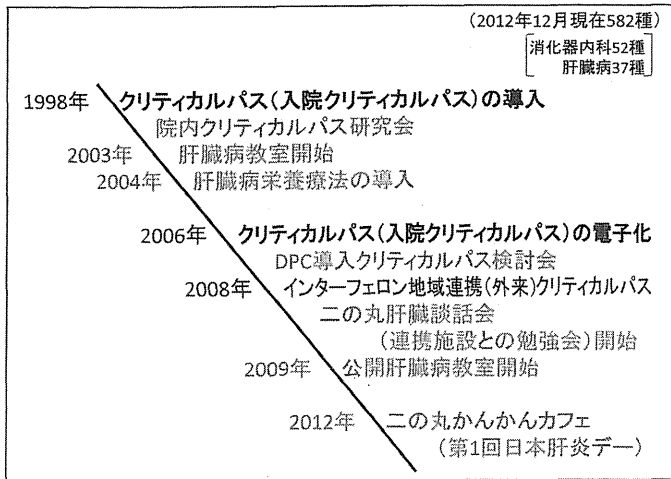 (2012年12月現在582種)
消化器内科52種
肝臓病37種
1998年 クリティカルパス(入院クリティカルパス)の導入
院内クリティカルパス研究会
2003年 肝臓病教室開始
2004年 肝臓病栄養療法の導入
2006年 クリティカルパス(入院クリティカルパス)の電子化
DPC導入クリティカルパス検討会
2008年 インターフェロン地域連携(外来)クリティカルパス
二の丸肝臓談話会
(連携施設との勉強会)開始
2009年 公開肝臓病教室開始
2012年 二の丸かんかんカフェ
(第1回日本肝炎デー)